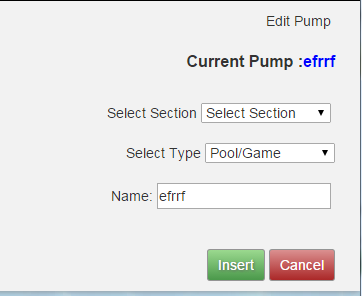 Edit Pump
Current Pump :efrrf
Select Section Select Section
Select Type Pool/Game
Name: efrrf
Insert Cancel